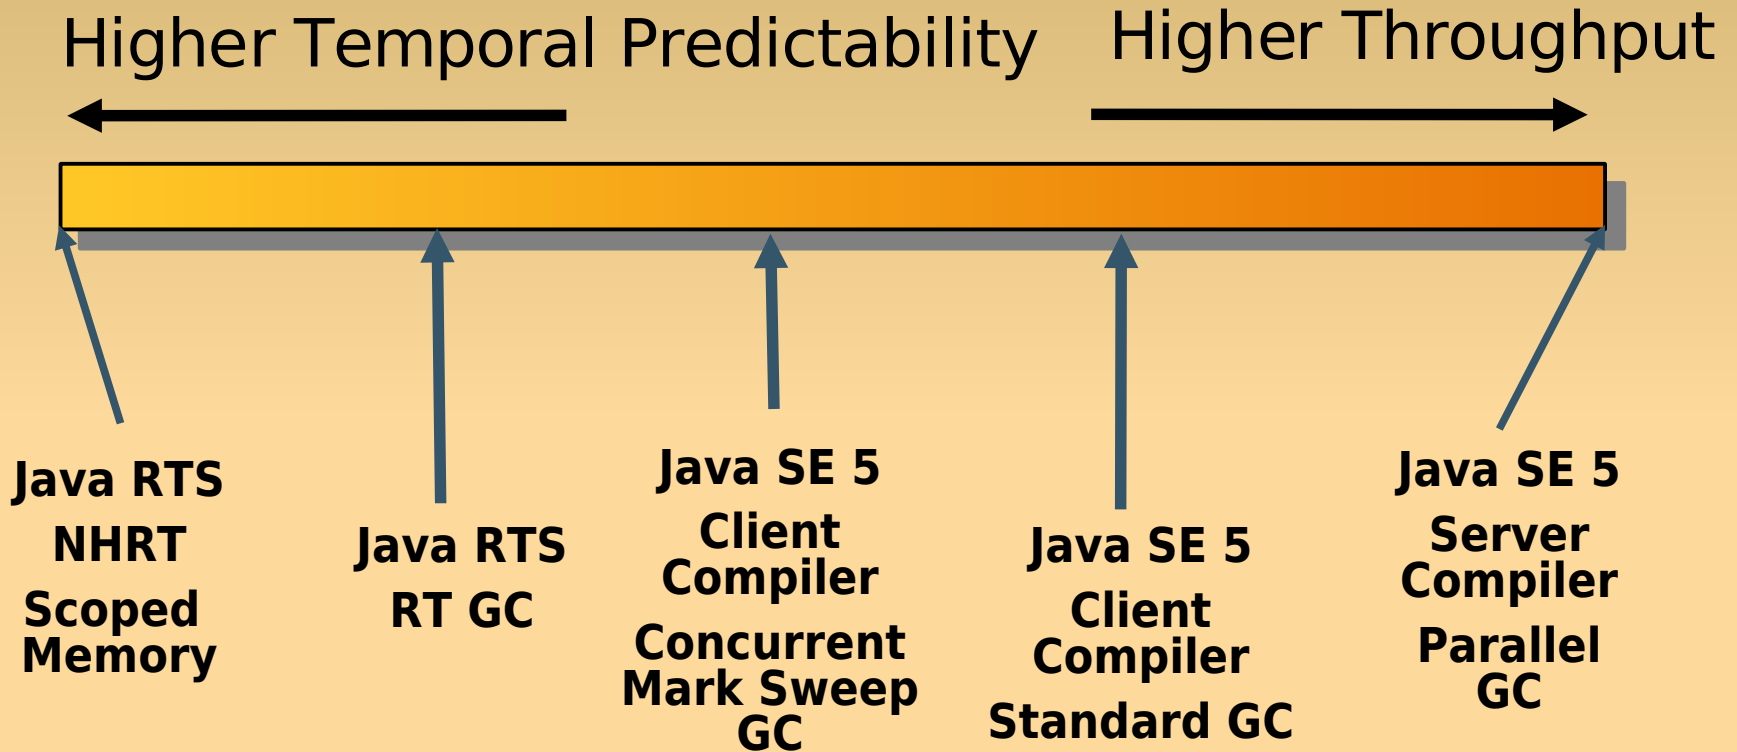 Higher Temporal Predictability
Higher Throughput
Java RTS
NHRT
Scoped
Memory
Java RTS
RT GC
Java SE 5
Client
Compiler
Concurrent
Mark Sweep
GC
Java SE 5
Client
Compiler
Standard GC
Java SE 5
Server
Compiler
Parallel
GC